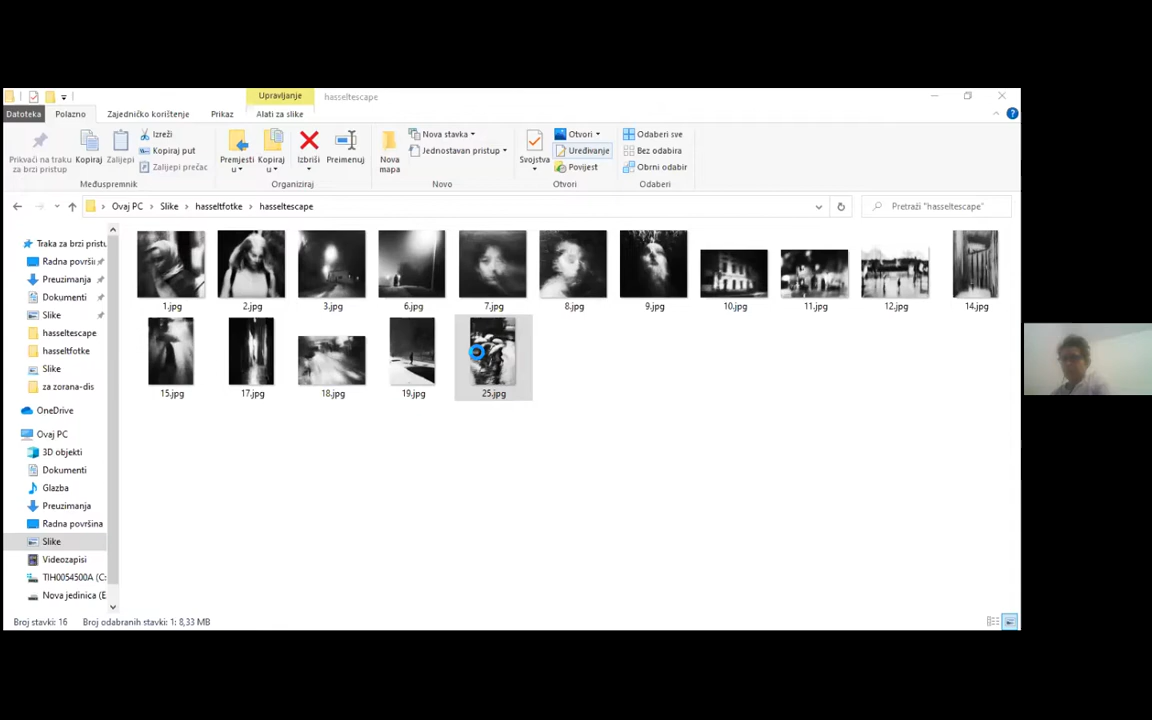 Upravljanje
hasseltescape
Datoteka
Polazno
Zajedničko korištenje
Prikaz
Alati za slike
Prikvači na traku za brzi pristup
Kopiraj
Zalijepi
Izreži
Kopiraj put
Zalijepi prečac
Međuspremnik
Premjesti u
Kopiraj u
Izbriši
Preimenuj
Organiziraj
Nova mapa
Nova stavka
Jednostavan pristup
Novo
Svojstva
Otvori
Uređivanje
Povijest
Otvori
Odaberi sve
Bez odabira
Obrni odabir
Odaberi
Ovaj PC > Slike > hasseltfotke > hasseltescape
Pretraži "hasseltescape"
Traka za brzi pristu
Radna površi
Preuzimanja
Dokumenti
Slike
hasseltescape
hasseltfotke
Slike
za zorana-dis
OneDrive
Ovaj PC
3D objekti
Dokumenti
Glazba
Preuzimanja
Radna površina
Slike
Videozapisi
TIH0054500A (C:
Nova jedinica (E
1.jpg 2.jpg 3.jpg 6.jpg 7.jpg 8.jpg 9.jpg 10.jpg 11.jpg 12.jpg 14.jpg
15.jpg 17.jpg 18.jpg 19.jpg 25.jpg
Broj stavki: 16 Broj odabranih stavki: 1: 8,33 MB